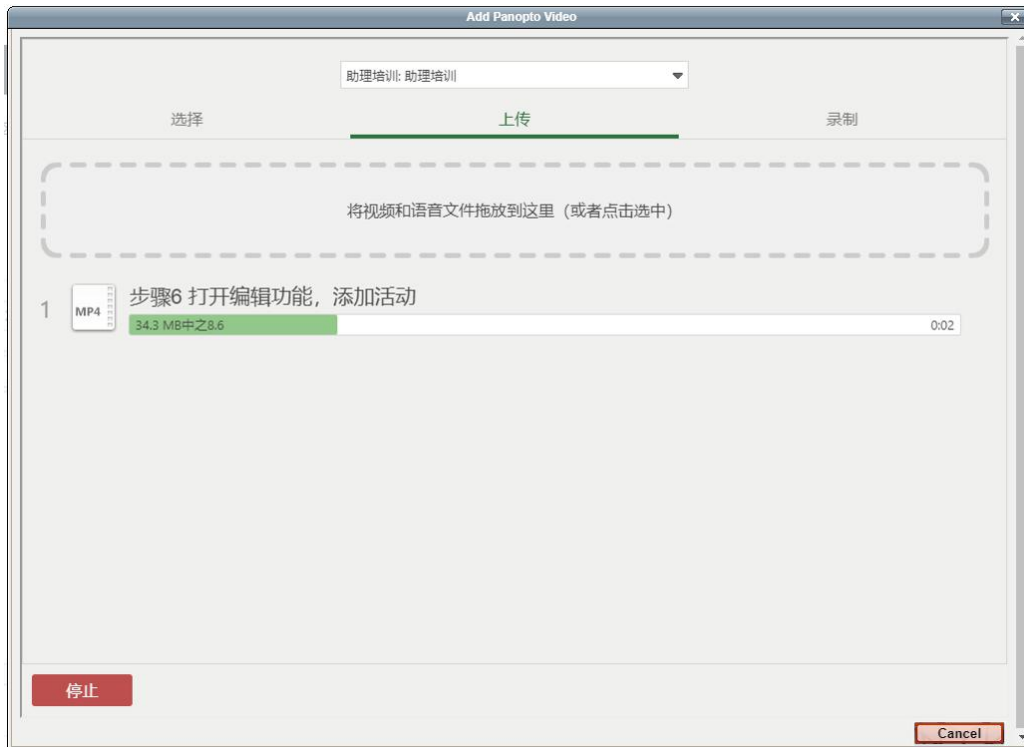 Add Panopto Video
助理培训: 助理培训
选择
上传
录制
将视频和语音文件拖放到这里（或者点击选中）
1
MP4
步骤6 打开编辑功能，添加活动
34.3 MB中之8.6
0:02
停止
Cancel